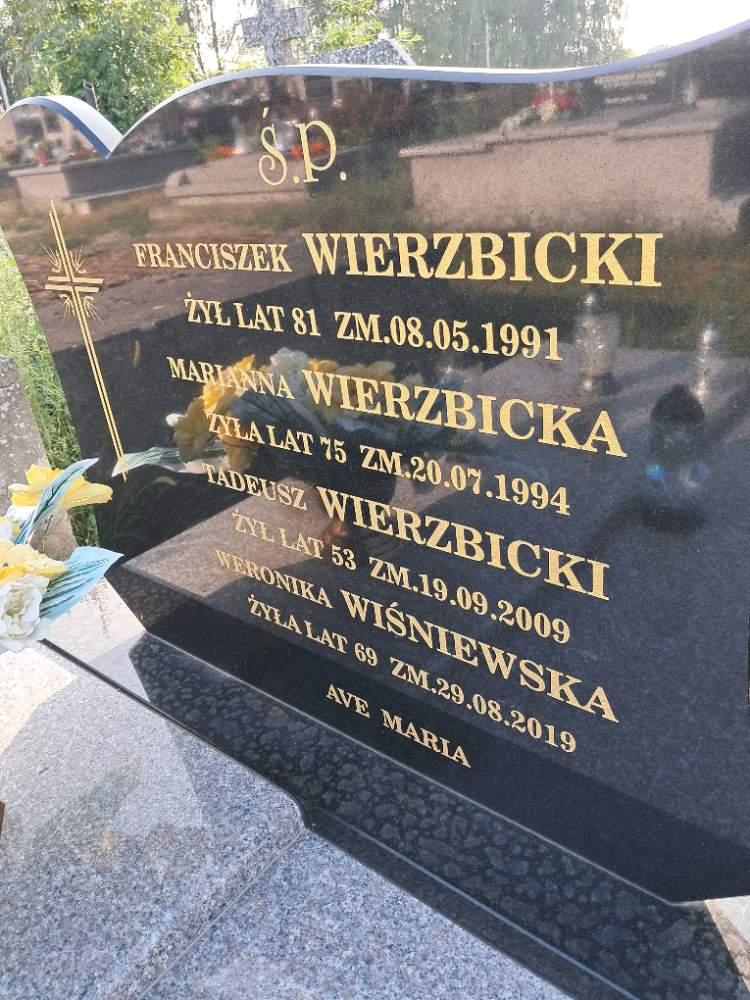 ś.p.
FRANCISZEK WIERZBICKI
ŻYŁ LAT 81 ZM.08.05.1991
MARIANNA WIERZBICKA
ŻYŁA LAT 75 ZM.20.07.1994
TADEUSZ WIERZBICKI
ŻYŁ LAT 53 ZM.19.09.2009
WERONIKA WIŚNIEWSKA
ŻYŁA LAT 69 ZM.29.08.2019
AVE MARIA